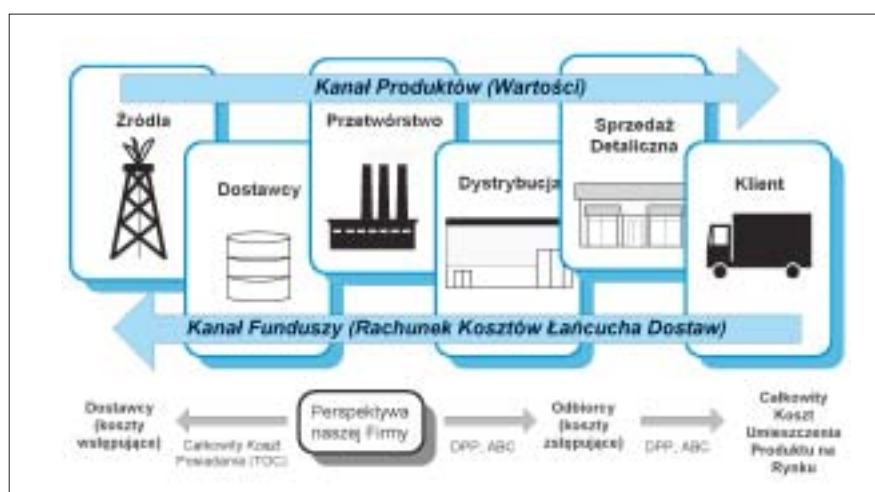 Kanał Produktów (Wartości)
Źródła
Przetwórstwo
Sprzedaż
Detaliczna
Dostawcy
Dystrybucja
Klient
Kanał Funduszy (Rachunek Kosztów Łańcucha Dostaw)
Dostawcy
(koszty
wstępujące)
Całkowity Koszt
Posiadania (TOC)
Perspektywa
naszej Firmy
DPP, ABC
Odbiorcy
(koszty
zstępujące)
DPP, ABC
Całkowity
Koszt
Umieszczenia
Produktu na
Rynku